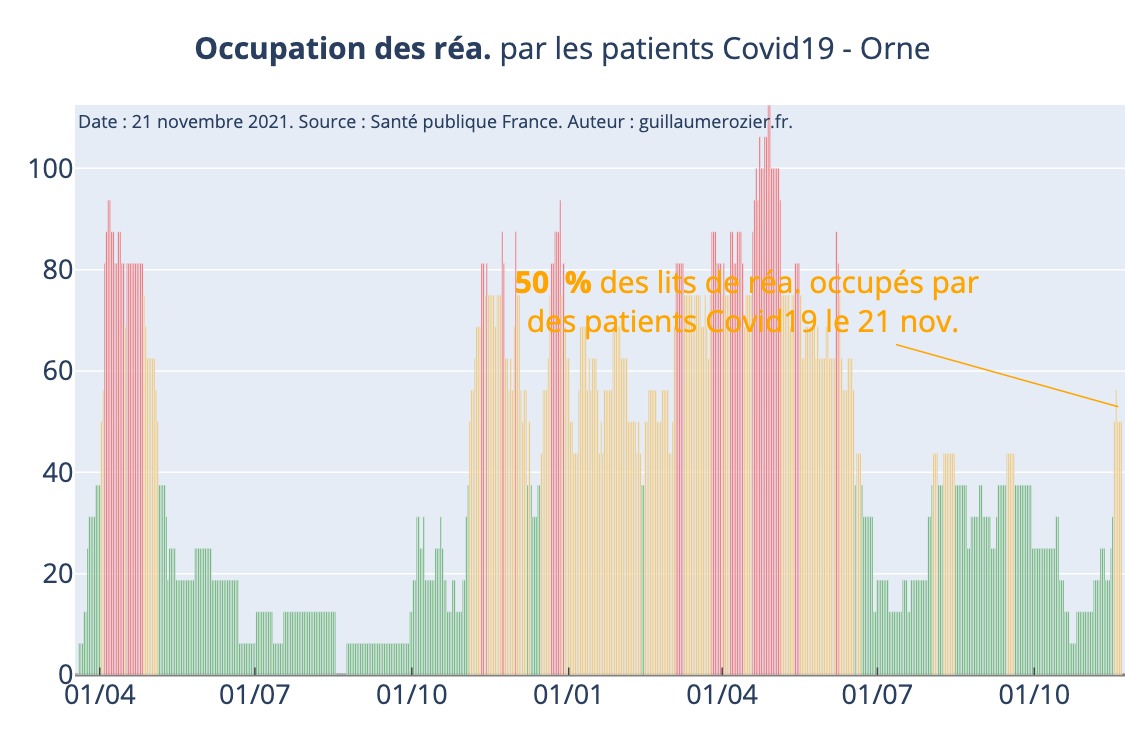 Occupation des réa. par les patients Covid19 - Orne
Date : 21 novembre 2021. Source : Santé publique France. Auteur : guillaumerozier.fr.
100
80
50 % des lits de réa. occupés par
des patients Covid19 le 21 nov.
60
40
20
0
01/04 01/07 01/10 01/01 01/04 01/07 01/10